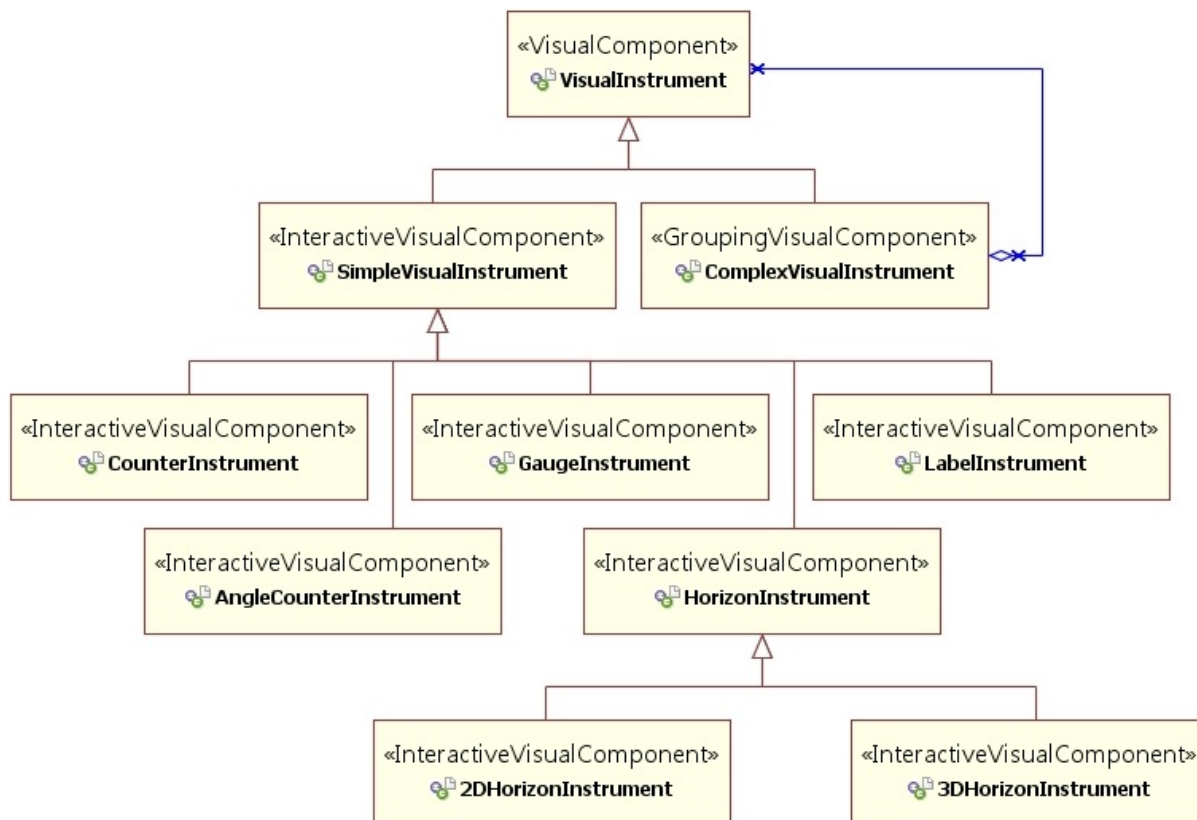 «VisualComponent»
VisualInstrument
«InteractiveVisualComponent»
SimpleVisualInstrument
«GroupingVisualComponent»
ComplexVisualInstrument
«InteractiveVisualComponent»
CounterInstrument
«InteractiveVisualComponent»
GaugeInstrument
«InteractiveVisualComponent»
LabelInstrument
«InteractiveVisualComponent»
AngleCounterInstrument
«InteractiveVisualComponent»
HorizonInstrument
«InteractiveVisualComponent»
2DHorizonInstrument
«InteractiveVisualComponent»
3DHorizonInstrument